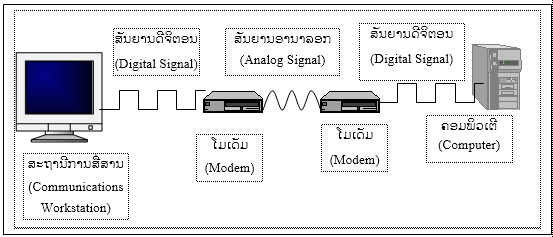 ສັນຍານດີຈິຕອນ
(Digital Signal)
ສັນຍານອານາລອກ
(Analog Signal)
ສັນຍານດີຈິຕອນ
(Digital Signal)
ໂມເດັມ
(Modem)
ໂມເດັມ
(Modem)
ຄອມພິວເຕີ
(Computer)
ສະຖານີການສື່ສານ
(Communications
Workstation)